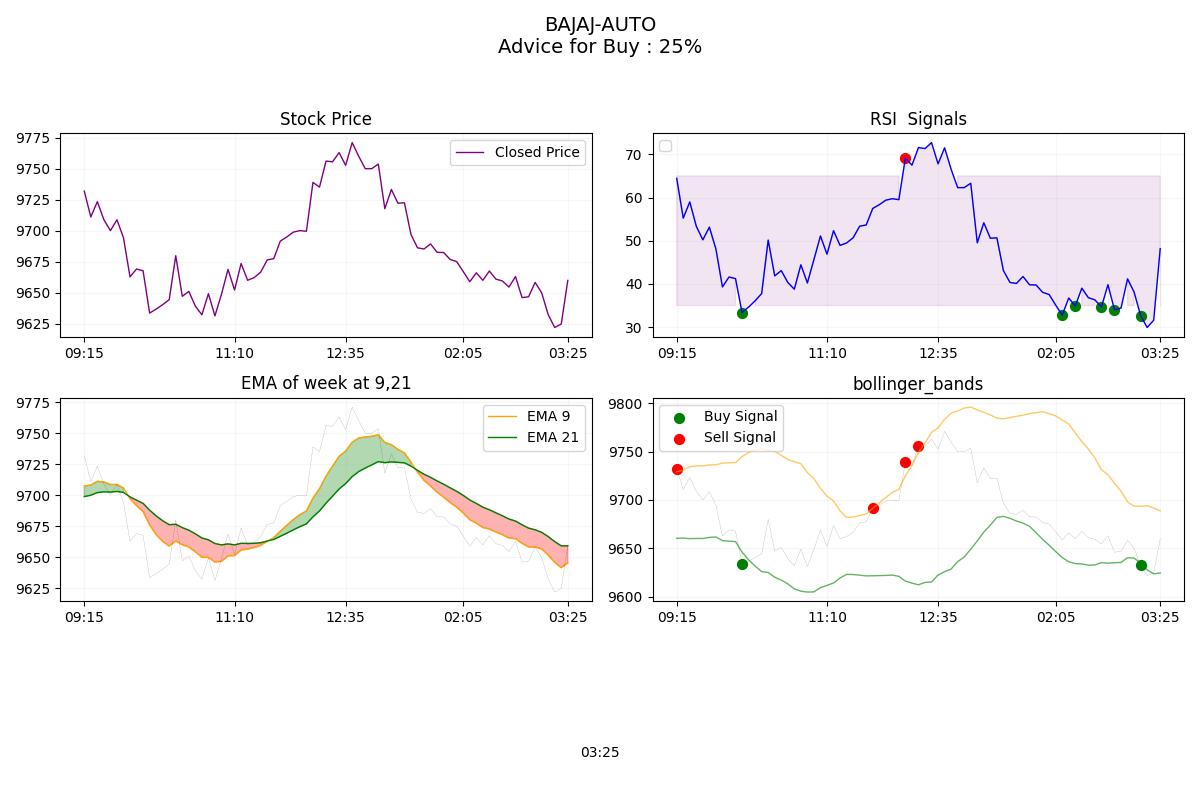 BAJAJ-AUTO
Advice for Buy : 25%
Stock Price
Closed Price
9775
9750
9725
9700
9675
9650
9625
09:15 11:10 12:35 02:05 03:25
RSI  Signals
70
60
50
40
30
09:15 11:10 12:35 02:05 03:25
EMA of week at 9,21
EMA 9
EMA 21
9775
9750
9725
9700
9675
9650
9625
09:15 11:10 12:35 02:05 03:25
bollinger_bands
Buy Signal
Sell Signal
9800
9750
9700
9650
9600
09:15 11:10 12:35 02:05 03:25
03:25